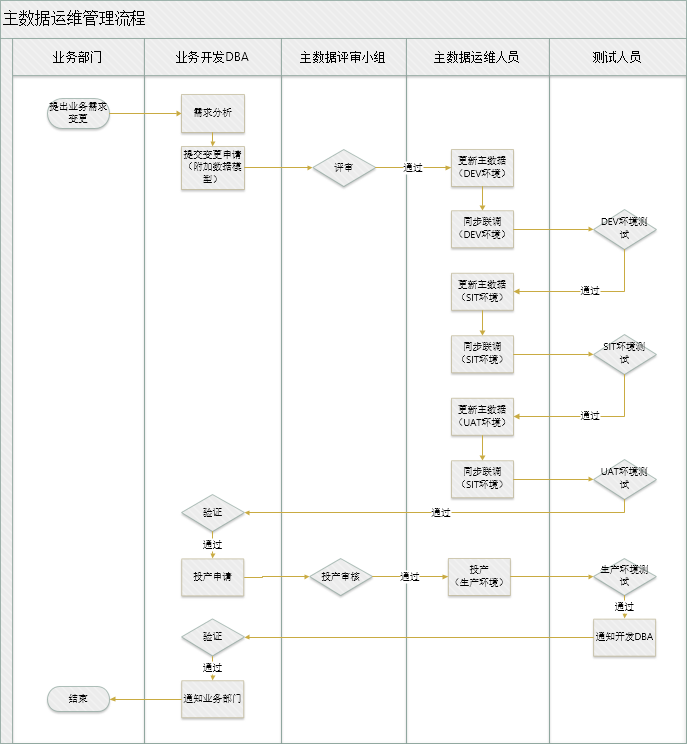 主数据运维管理流程
业务部门
业务开发DBA
主数据评审小组
主数据运维人员
测试人员
提出业务需求
变更
需求分析
提交变更申请
（附加数据模
型）
评审
通过
更新主数据
（DEV环境）
同步联调
（DEV环境）
DEV环境测
试
通过
更新主数据
（SIT环境）
同步联调
（SIT环境）
SIT环境测
试
通过
更新主数据
（UAT环境）
同步联调
（SIT环境）
UAT环境测
试
通过
验证
通过
投产申请
投产审核
通过
投产
（生产环境）
生产环境测
试
通过
通知开发DBA
验证
通过
通知业务部门
结束